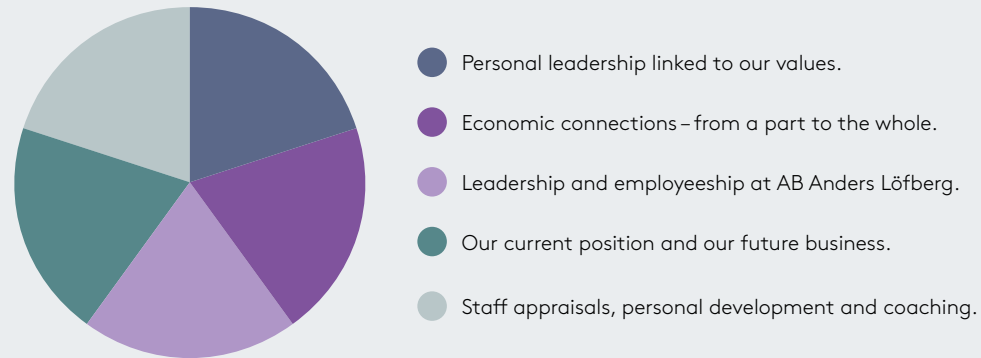 Personal leadership linked to our values.
Economic connections – from a part to the whole.
Leadership and employeeship at AB Anders Löfberg.
Our current position and our future business.
Staff appraisals, personal development and coaching.